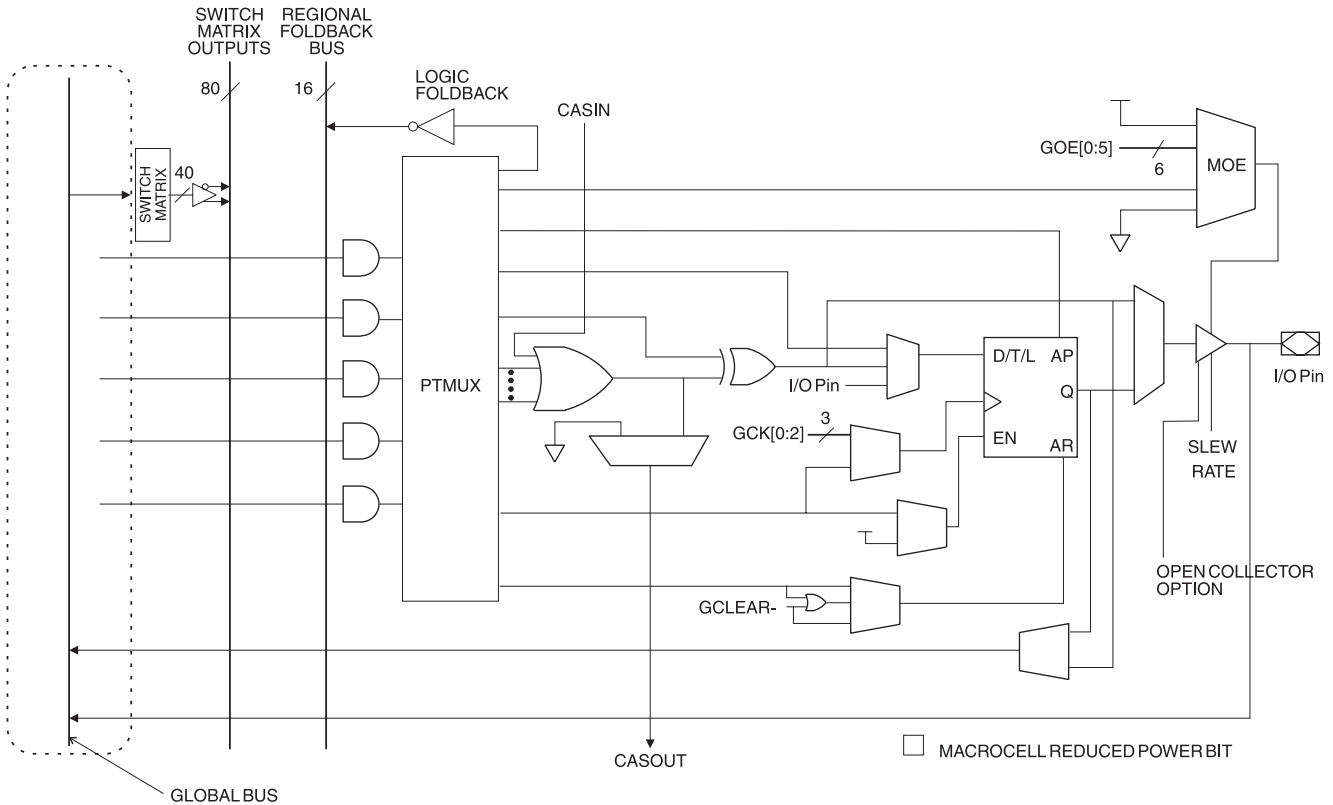 SWITCH
MATRIX
OUTPUTS
REGIONAL
FOLDBACK
BUS
80
16
LOGIC
FOLDBACK
CASIN
GOE[0:5]
6
MOE
SWITCH
MATRIX
40
PTMUX
D/T/L
AP
Q
EN
AR
I/O Pin
I/O Pin
GCK[0:2]
3
SLEW
RATE
OPEN COLLECTOR
OPTION
GCLEAR-
CASOUT
MACROCELL REDUCED POWER BIT
GLOBAL BUS